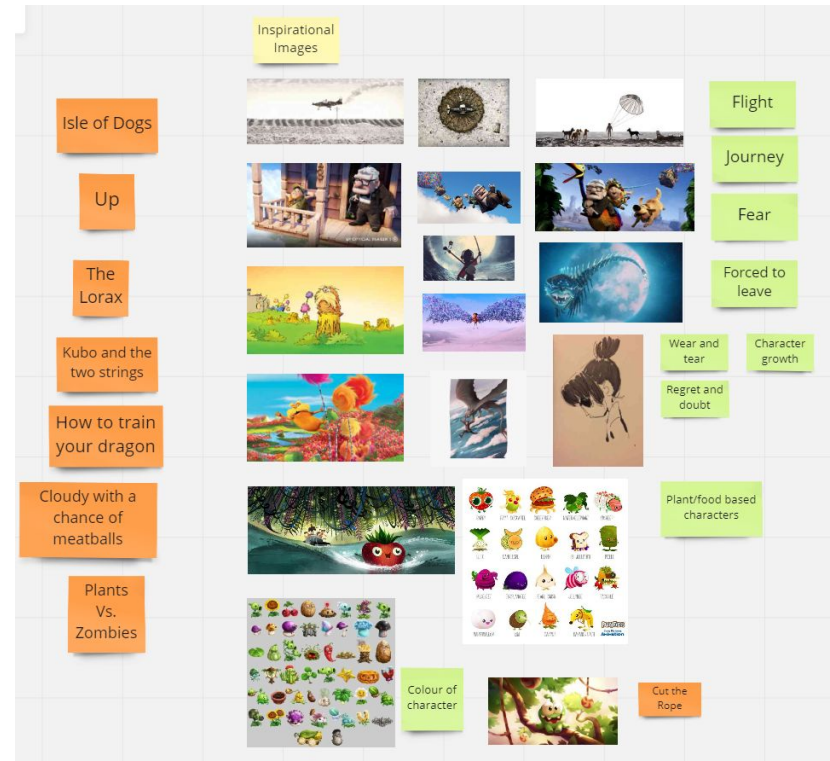 Inspirational
Images
Isle of Dogs
Flight
Journey
Up
Fear
The
Lorax
Forced to
leave
Kubo and the
two strings
Wear and
tear
Character
growth
Regret and
doubt
How to train
your dragon
Cloudy with a
chance of
meatballs
Plant/food based
characters
Plants
Vs.
Zombies
Colour of
character
Cut the
Rope